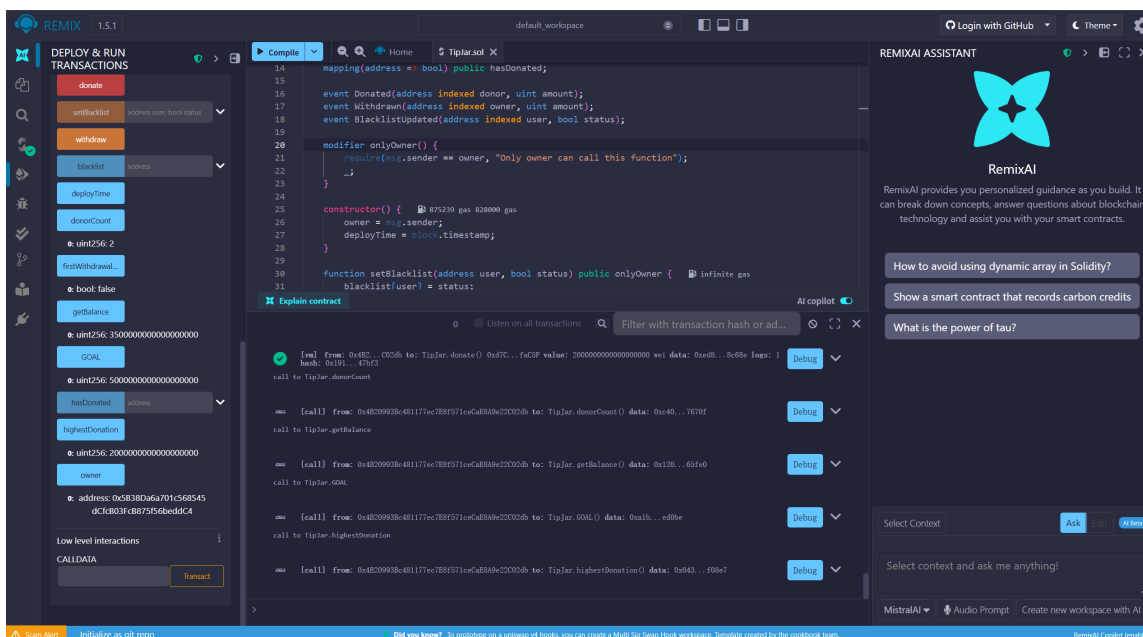 REMIX 1.5.1
default_workspace
Login with GitHub
Theme
DEPLOY & RUN
TRANSACTIONS
donate
setBlacklist address user, bool status
withdraw
blacklist address
deployTime
donorCount
0: uint256: 2
firstWithdrawal...
0: bool: false
getBalance
0: uint256: 3500000000000000000
GOAL
0: uint256: 5000000000000000000
hasDonated address
highestDonation
0: uint256: 2000000000000000000
owner
0: address: 0x5B38Da6a701c568545
dCfcB03FcB875f56beddC4
Low level interactions
CALLDATA
Transact
Compile
Home
TipJar.sol
14 mapping(address => bool) public hasDonated;
15
16 event Donated(address indexed donor, uint amount);
17 event Withdrawn(address indexed owner, uint amount);
18 event BlacklistUpdated(address indexed user, bool status);
19
20 modifier onlyOwner() {
21 require(msg.sender == owner, "Only owner can call this function");
22 _;
23 }
24
25 constructor() { 875239 gas 828000 gas
26 owner = msg.sender;
27 deployTime = block.timestamp;
28 }
29
30 function setBlacklist(address user, bool status) public onlyOwner { infinite gas
31 blacklist[user] = status;
Explain contract
AI copilot
0 Listen on all transactions Filter with transaction hash or ad...
[vm] from: 0x4B2...C02db to: TipJar.donate() 0xd7C...faC5F value: 2000000000000000000 wei data: 0xed8...8c68e logs: 1
hash: 0x191...47bf3
Debug
call to TipJar.donorCount
[call] from: 0x4B20993Bc481177ec7E8f571ceCaE8A9e22C02db to: TipJar.donorCount() data: 0xc40...7670f
Debug
call to TipJar.getBalance
[call] from: 0x4B20993Bc481177ec7E8f571ceCaE8A9e22C02db to: TipJar.getBalance() data: 0x120...65fe0
Debug
call to TipJar.GOAL
[call] from: 0x4B20993Bc481177ec7E8f571ceCaE8A9e22C02db to: TipJar.GOAL() data: 0xa1b...ed0be
Debug
call to TipJar.highestDonation
[call] from: 0x4B20993Bc481177ec7E8f571ceCaE8A9e22C02db to: TipJar.highestDonation() data: 0x043...f08e7
Debug
>
REMIXAI ASSISTANT
RemixAI
RemixAI provides you personalized guidance as you build. It
can break down concepts, answer questions about blockchain
technology and assist you with your smart contracts.
How to avoid using dynamic array in Solidity?
Show a smart contract that records carbon credits
What is the power of tau?
Select Context
Ask Edit AI Beta
Select context and ask me anything!
MistralAI Audio Prompt Create new workspace with AI
Scam Alert Initialize as git repo
Did you know? To prototype on a uniswap v4 hooks, you can create a Multi Sig Swap Hook workspace. Template created by the cookbook team.
RemixAI Copilot (enabl